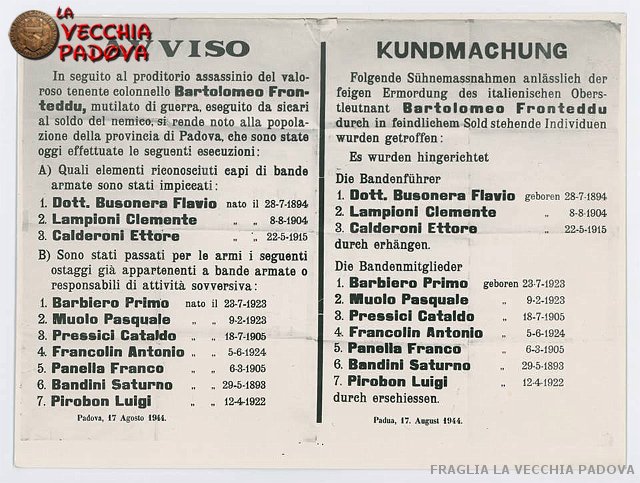 LA
VECCHIA
PADOVA
AVVISO
In seguito al proditorio assassinio del valo-
roso tenente colonnello Bartolomeo Fron-
teddu, mutilato di guerra, eseguito da sicari
al soldo del nemico, si rende noto alla popola-
zione della provincia di Padova, che sono state
oggi effettuate le seguenti esecuzioni:
A) Quali elementi riconosciuti capi di bande
armate sono stati impiccati:
1. Dott. Busonera Flavio nato il 28-7-1894
2. Lampioni Clemente „ „ 8-8-1904
3. Calderoni Ettore „ „ 22-5-1915
B) Sono stati passati per le armi i seguenti
ostaggi già appartenenti a bande armate o
responsabili di attività sovversiva:
1. Barbiero Primo nato il 23-7-1923
2. Muolo Pasquale „ „ 9-2-1923
3. Pressici Cataldo „ „ 18-7-1905
4. Francolin Antonio „ „ 5-6-1924
5. Panella Franco „ „ 6-3-1905
6. Bandini Saturno „ „ 29-5-1893
7. Pirobon Luigi „ „ 12-4-1922
Padova, 17 Agosto 1944.
KUNDMACHUNG
Folgende Sühnemassnahmen anlässlich der
feigen Ermordung des italienischen Oberst-
leutnant Bartolomeo Fronteddu
durch in feindlichem Sold stehende Individuen
wurden getroffen:
Es wurden hingerichtet
Die Bandenführer
1. Dott. Busonera Flavio geboren 28-7-1894
2. Lampioni Clemente „ 8-8-1904
3. Calderoni Ettore „ 22-5-1915
durch erhängen.
Die Bandenmitglieder
1. Barbiero Primo geboren 23-7-1923
2. Muolo Pasquale „ 9-2-1923
3. Pressici Cataldo „ 18-7-1905
4. Francolin Antonio „ 5-6-1924
5. Panella Franco „ 6-3-1905
6. Bandini Saturno „ 29-5-1893
7. Pirobon Luigi „ 12-4-1922
durch erschiessen.
Padua, 17. August 1944.
FRAGLIA LA VECCHIA PADOVA